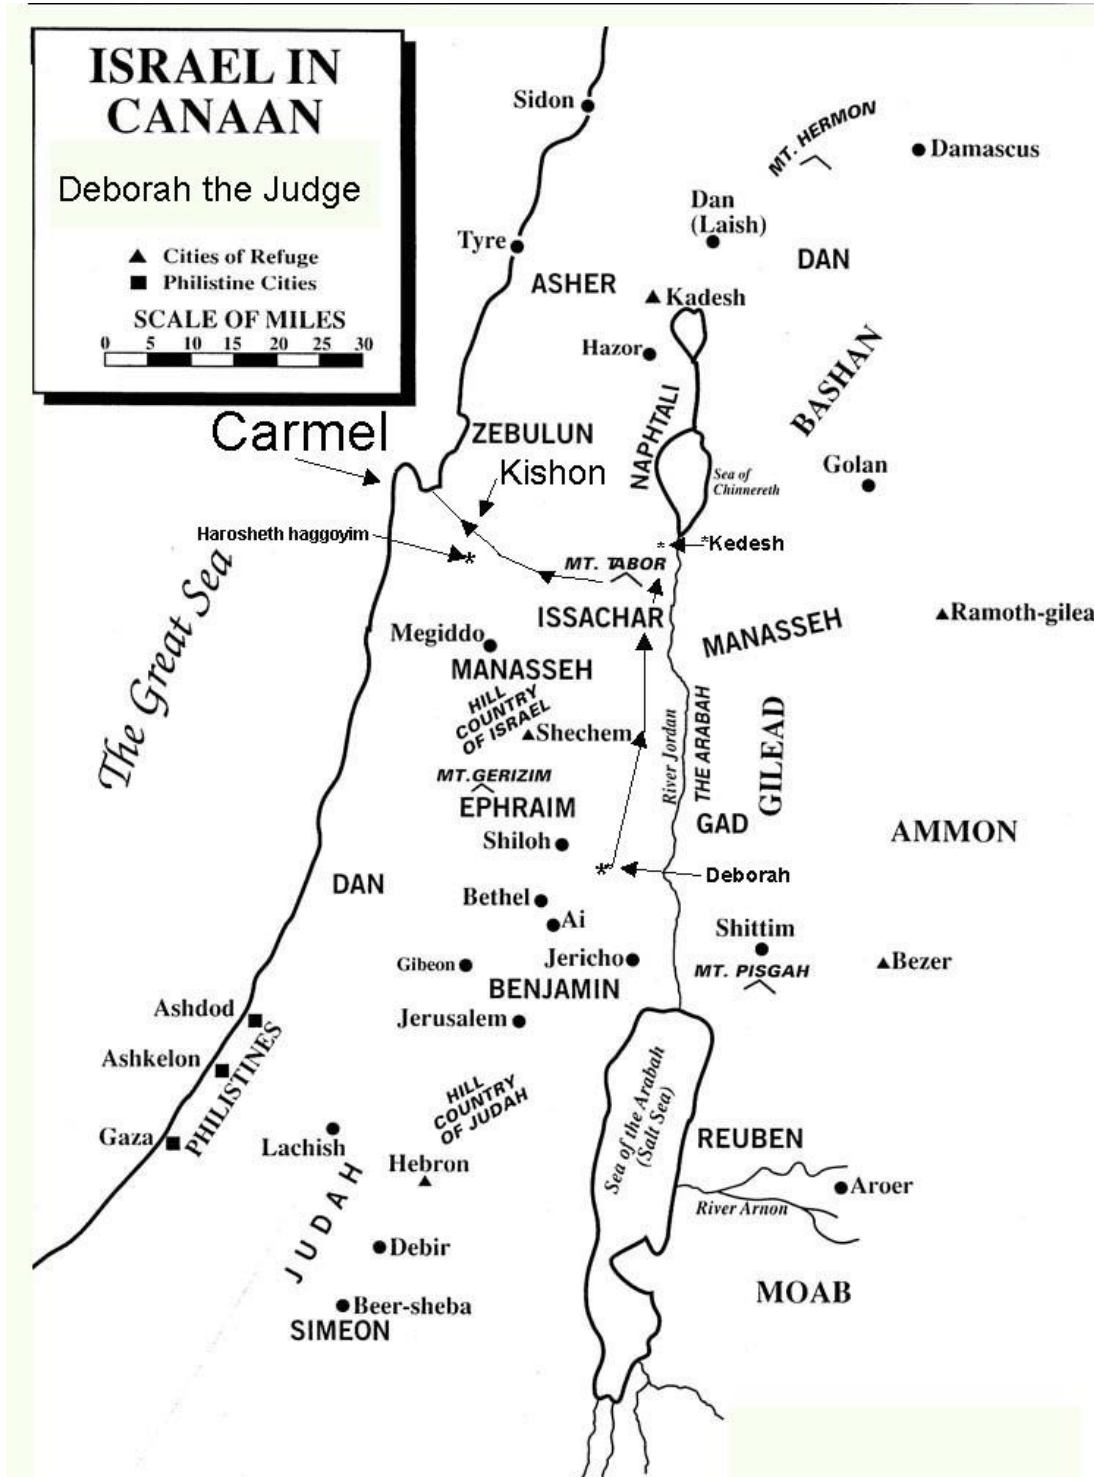 ISRAEL IN
CANAAN
Deborah the Judge
▲ Cities of Refuge
■ Philistine Cities
SCALE OF MILES
0 5 10 15 20 25 30
Sidon
MT. HERMON
Damascus
Dan
(Laish)
Tyre
DAN
ASHER
Kadesh
Hazor
BASHAN
NAPHTALI
Carmel
ZEBULUN
Kishon
Golan
Sea of
Chinnereth
Harosheth haggoyim
*
*
*Kedesh
MT. TABOR
The Great Sea
ISSACHAR
Ramoth-gilea
Megiddo
MANASSEH
MANASSEH
HILL
COUNTRY
OF ISRAEL
Shechem
River Jordan
THE ARABAH
GILEAD
MT.GERIZIM
EPHRAIM
GAD
AMMON
Shiloh
*
Deborah
DAN
Bethel
Ai
Shittim
Gibeon
Jericho
MT. PISGAH
Bezer
BENJAMIN
Ashdod
Jerusalem
Ashkelon
PHILISTINES
HILL
COUNTRY
OF JUDAH
Sea of the Arabah
(Salt Sea)
Gaza
Lachish
REUBEN
Hebron
Aroer
River Arnon
JUDAH
Debir
MOAB
Beer-sheba
SIMEON